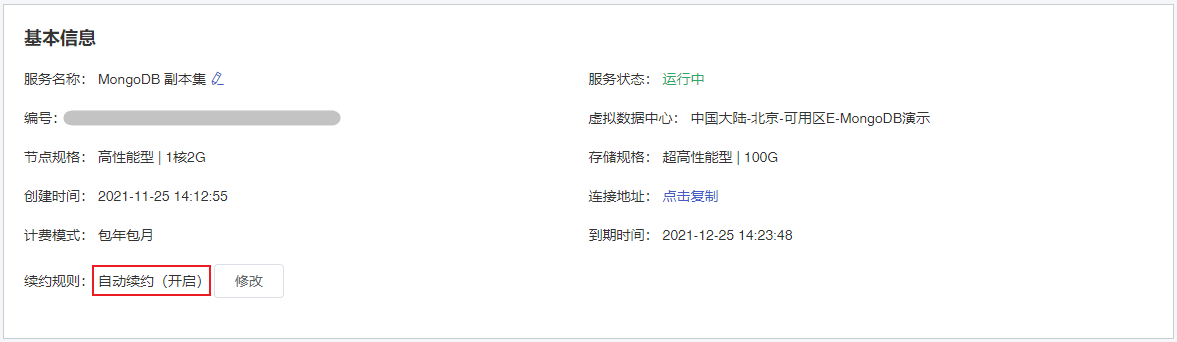 基本信息
服务名称： MongoDB 副本集 服务状态： 运行中
编号： 虚拟数据中心： 中国大陆-北京-可用区E-MongoDB演示
节点规格： 高性能型 | 1核2G 存储规格： 超高性能型 | 100G
创建时间： 2021-11-25 14:12:55 连接地址： 点击复制
计费模式： 包年包月 到期时间： 2021-12-25 14:23:48
续约规则： 自动续约（开启） 修改